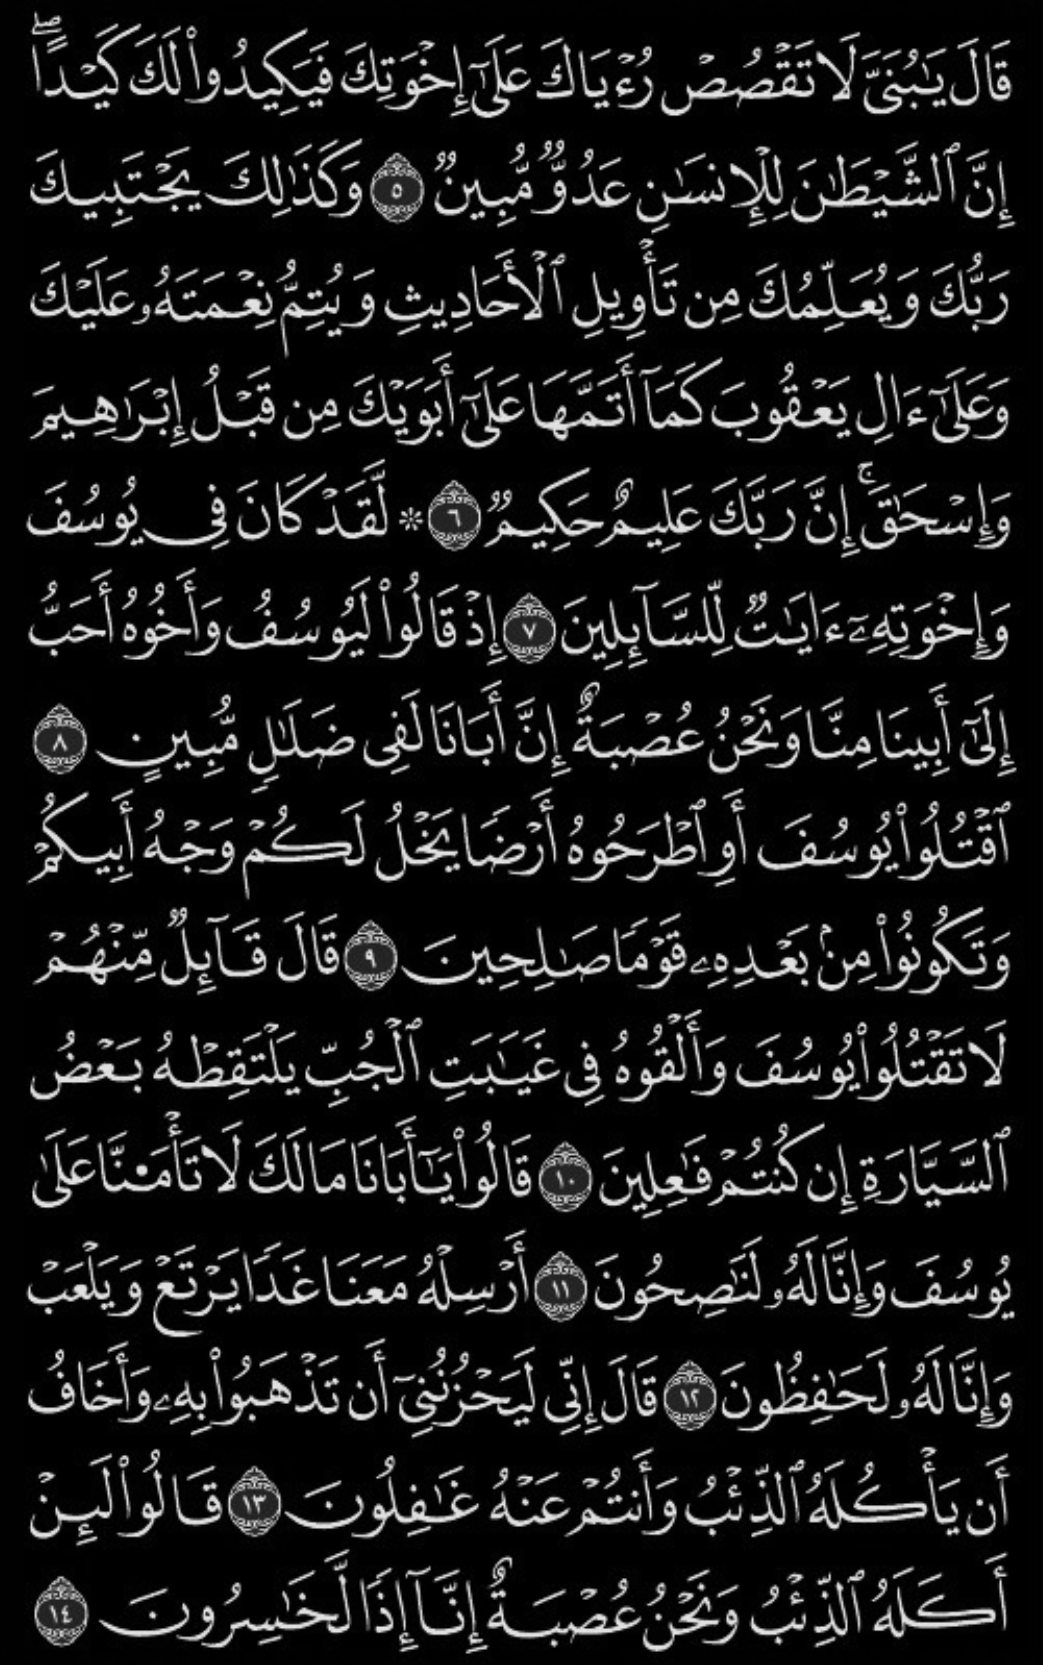 قَالَ يَٰبُنَىَّ لَا تَقْصُصْ رُءْيَاكَ عَلَىٰٓ إِخْوَتِكَ فَيَكِيدُوا۟ لَكَ كَيْدًا ۖ
إِنَّ ٱلشَّيْطَٰنَ لِلْإِنسَٰنِ عَدُوٌّ مُّبِينٌ ٥ وَكَذَٰلِكَ يَجْتَبِيكَ
رَبُّكَ وَيُعَلِّمُكَ مِن تَأْوِيلِ ٱلْأَحَادِيثِ وَيُتِمُّ نِعْمَتَهُۥ عَلَيْكَ
وَعَلَىٰٓ ءَالِ يَعْقُوبَ كَمَآ أَتَمَّهَا عَلَىٰٓ أَبَوَيْكَ مِن قَبْلُ إِبْرَٰهِيمَ
وَإِسْحَٰقَ ۚ إِنَّ رَبَّكَ عَلِيمٌ حَكِيمٌ ٦ * لَّقَدْ كَانَ فِى يُوسُفَ
وَإِخْوَتِهِۦٓ ءَايَٰتٌ لِّلسَّآئِلِينَ ٧ إِذْ قَالُوا۟ لَيُوسُفُ وَأَخُوهُ أَحَبُّ
إِلَىٰٓ أَبِينَا مِنَّا وَنَحْنُ عُصْبَةٌ إِنَّ أَبَانَا لَفِى ضَلَٰلٍ مُّبِينٍ ٨
ٱقْتُلُوا۟ يُوسُفَ أَوِ ٱطْرَحُوهُ أَرْضًا يَخْلُ لَكُمْ وَجْهُ أَبِيكُمْ
وَتَكُونُوا۟ مِنۢ بَعْدِهِۦ قَوْمًا صَٰلِحِينَ ٩ قَالَ قَآئِلٌ مِّنْهُمْ
لَا تَقْتُلُوا۟ يُوسُفَ وَأَلْقُوهُ فِى غَيَٰبَتِ ٱلْجُبِّ يَلْتَقِطْهُ بَعْضُ
ٱلسَّيَّارَةِ إِن كُنتُمْ فَٰعِلِينَ ١٠ قَالُوا۟ يَٰٓأَبَانَا مَا لَكَ لَا تَأْمَ۫نَّا عَلَىٰ
يُوسُفَ وَإِنَّا لَهُۥ لَنَٰصِحُونَ ١١ أَرْسِلْهُ مَعَنَا غَدًا يَرْتَعْ وَيَلْعَبْ
وَإِنَّا لَهُۥ لَحَٰفِظُونَ ١٢ قَالَ إِنِّى لَيَحْزُنُنِىٓ أَن تَذْهَبُوا۟ بِهِۦ وَأَخَافُ
أَن يَأْكُلَهُ ٱلذِّئْبُ وَأَنتُمْ عَنْهُ غَٰفِلُونَ ١٣ قَالُوا۟ لَئِنْ
أَكَلَهُ ٱلذِّئْبُ وَنَحْنُ عُصْبَةٌ إِنَّآ إِذًا لَّخَٰسِرُونَ ١٤